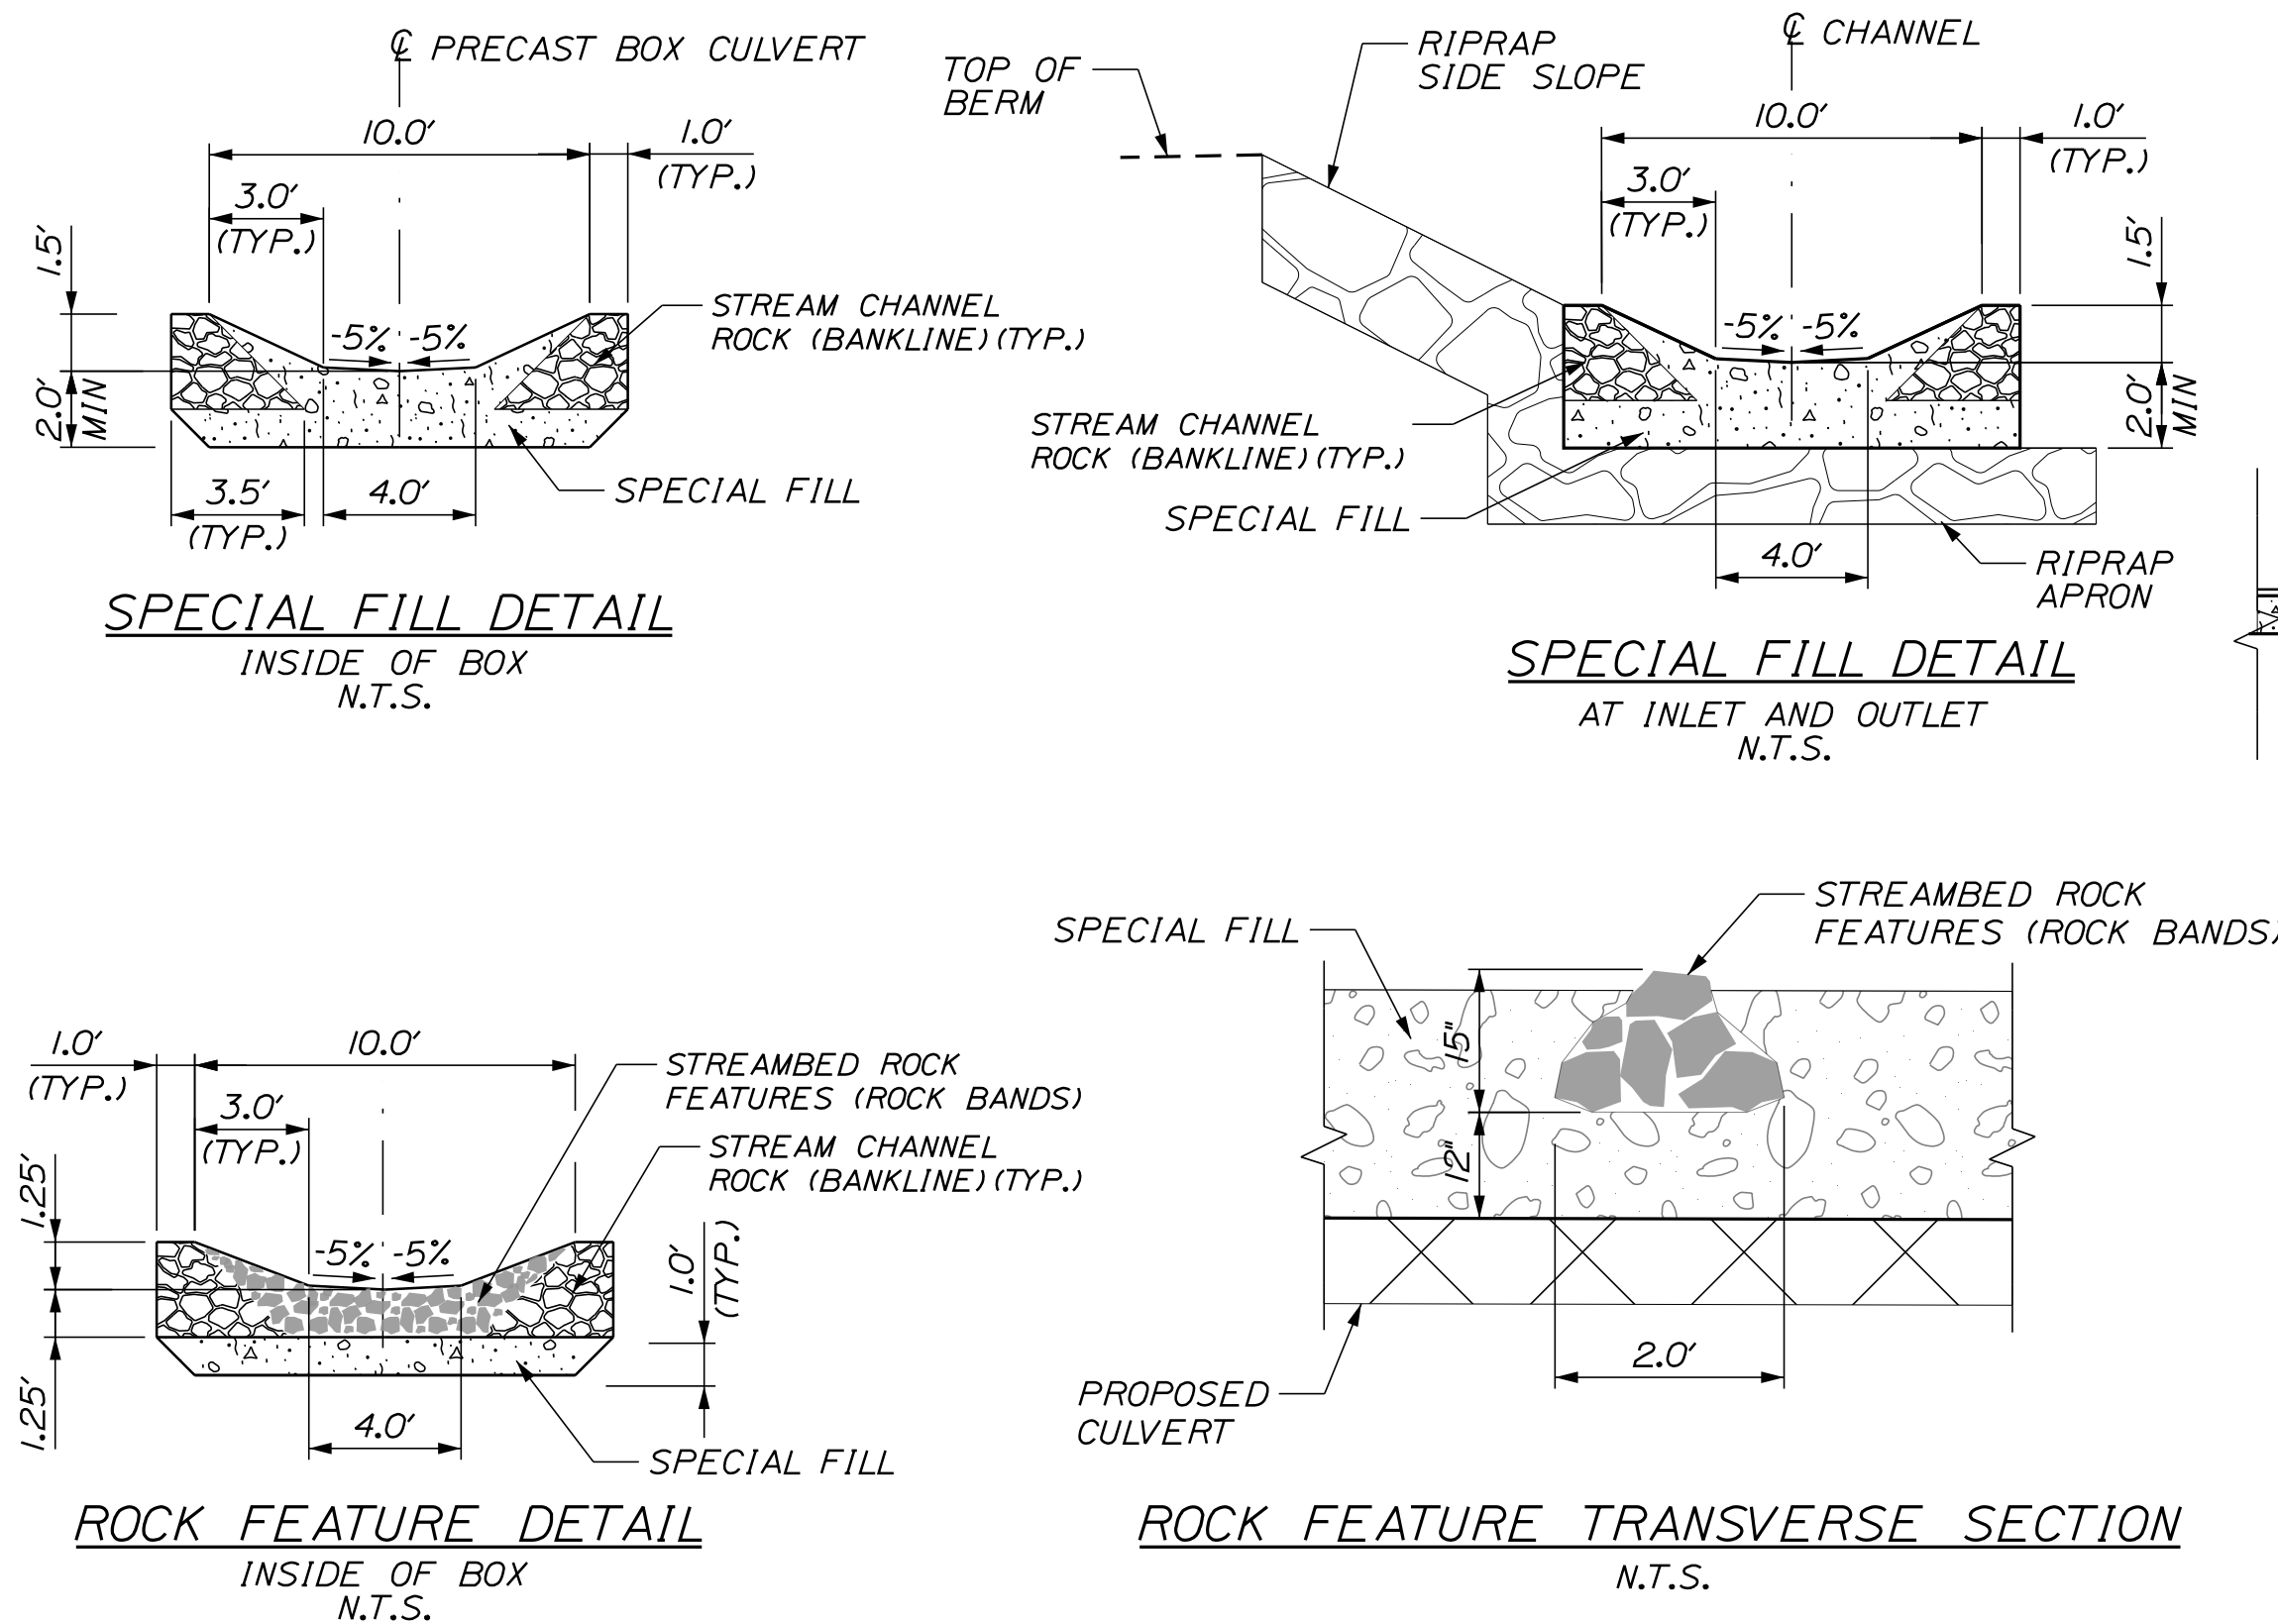 ℄ PRECAST BOX CULVERT
10.0'
1.0'
(TYP.)
3.0'
(TYP.)
1.5'
-5% -5%
STREAM CHANNEL
ROCK (BANKLINE) (TYP.)
2.0'
MIN
3.5'
(TYP.)
4.0'
SPECIAL FILL
SPECIAL FILL DETAIL
INSIDE OF BOX
N.T.S.
℄ CHANNEL
TOP OF
BERM
RIPRAP
SIDE SLOPE
10.0'
1.0'
(TYP.)
3.0'
(TYP.)
1.5'
-5% -5%
2.0'
MIN
STREAM CHANNEL
ROCK (BANKLINE) (TYP.)
SPECIAL FILL
4.0'
RIPRAP
APRON
SPECIAL FILL DETAIL
AT INLET AND OUTLET
N.T.S.
1.0'
(TYP.)
10.0'
3.0'
(TYP.)
STREAMBED ROCK
FEATURES (ROCK BANDS)
STREAM CHANNEL
ROCK (BANKLINE) (TYP.)
1.25'
-5% -5%
1.0'
(TYP.)
1.25'
4.0'
SPECIAL FILL
ROCK FEATURE DETAIL
INSIDE OF BOX
N.T.S.
STREAMBED ROCK
FEATURES (ROCK BANDS)
SPECIAL FILL
15"
12"
2.0'
PROPOSED
CULVERT
ROCK FEATURE TRANSVERSE SECTION
N.T.S.